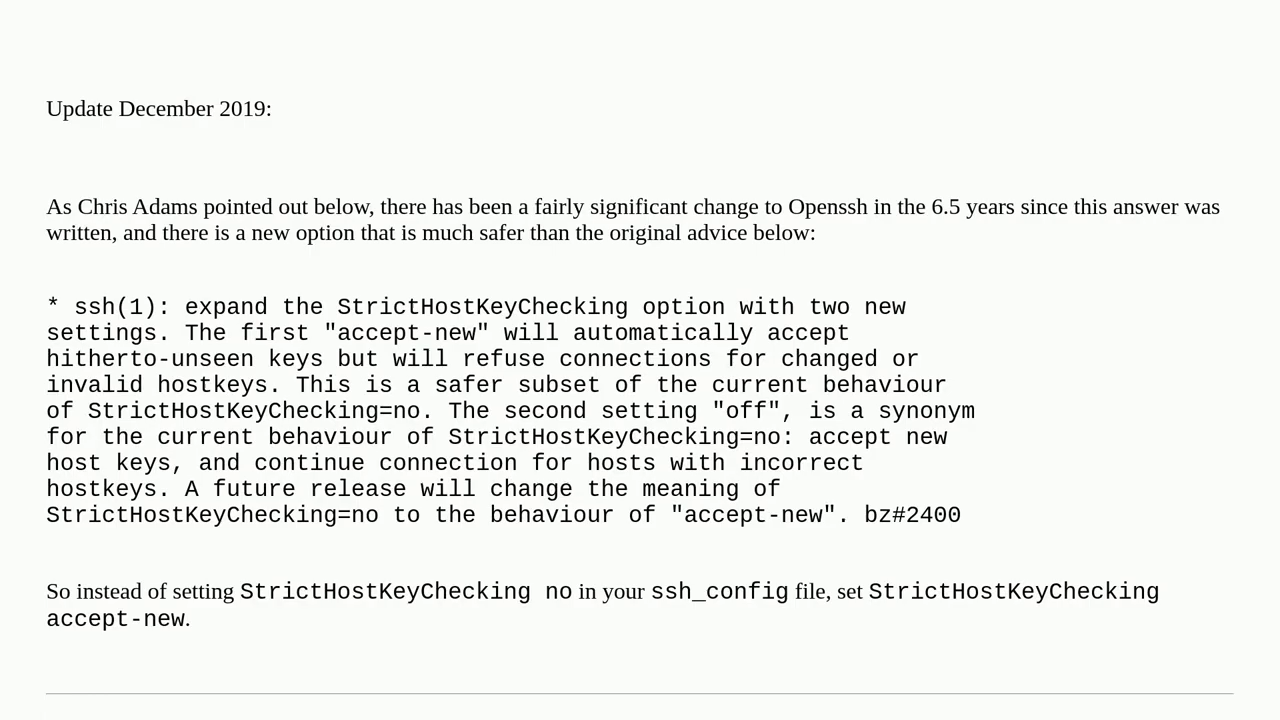 Update December 2019:
As Chris Adams pointed out below, there has been a fairly significant change to Openssh in the 6.5 years since this answer was
written, and there is a new option that is much safer than the original advice below:
* ssh(1): expand the StrictHostKeyChecking option with two new
settings. The first "accept-new" will automatically accept
hitherto-unseen keys but will refuse connections for changed or
invalid hostkeys. This is a safer subset of the current behaviour
of StrictHostKeyChecking=no. The second setting "off", is a synonym
for the current behaviour of StrictHostKeyChecking=no: accept new
host keys, and continue connection for hosts with incorrect
hostkeys. A future release will change the meaning of
StrictHostKeyChecking=no to the behaviour of "accept-new". bz#2400
So instead of setting StrictHostKeyChecking no in your ssh_config file, set StrictHostKeyChecking
accept-new.